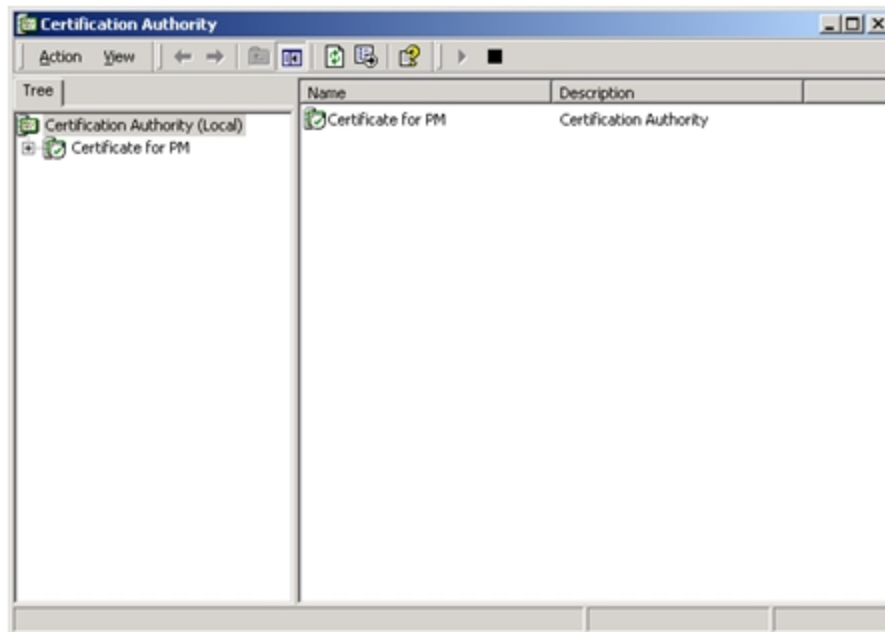 Certification Authority
Action View
Tree
Name Description
Certification Authority (Local)
Certificate for PM
Certificate for PM Certification Authority